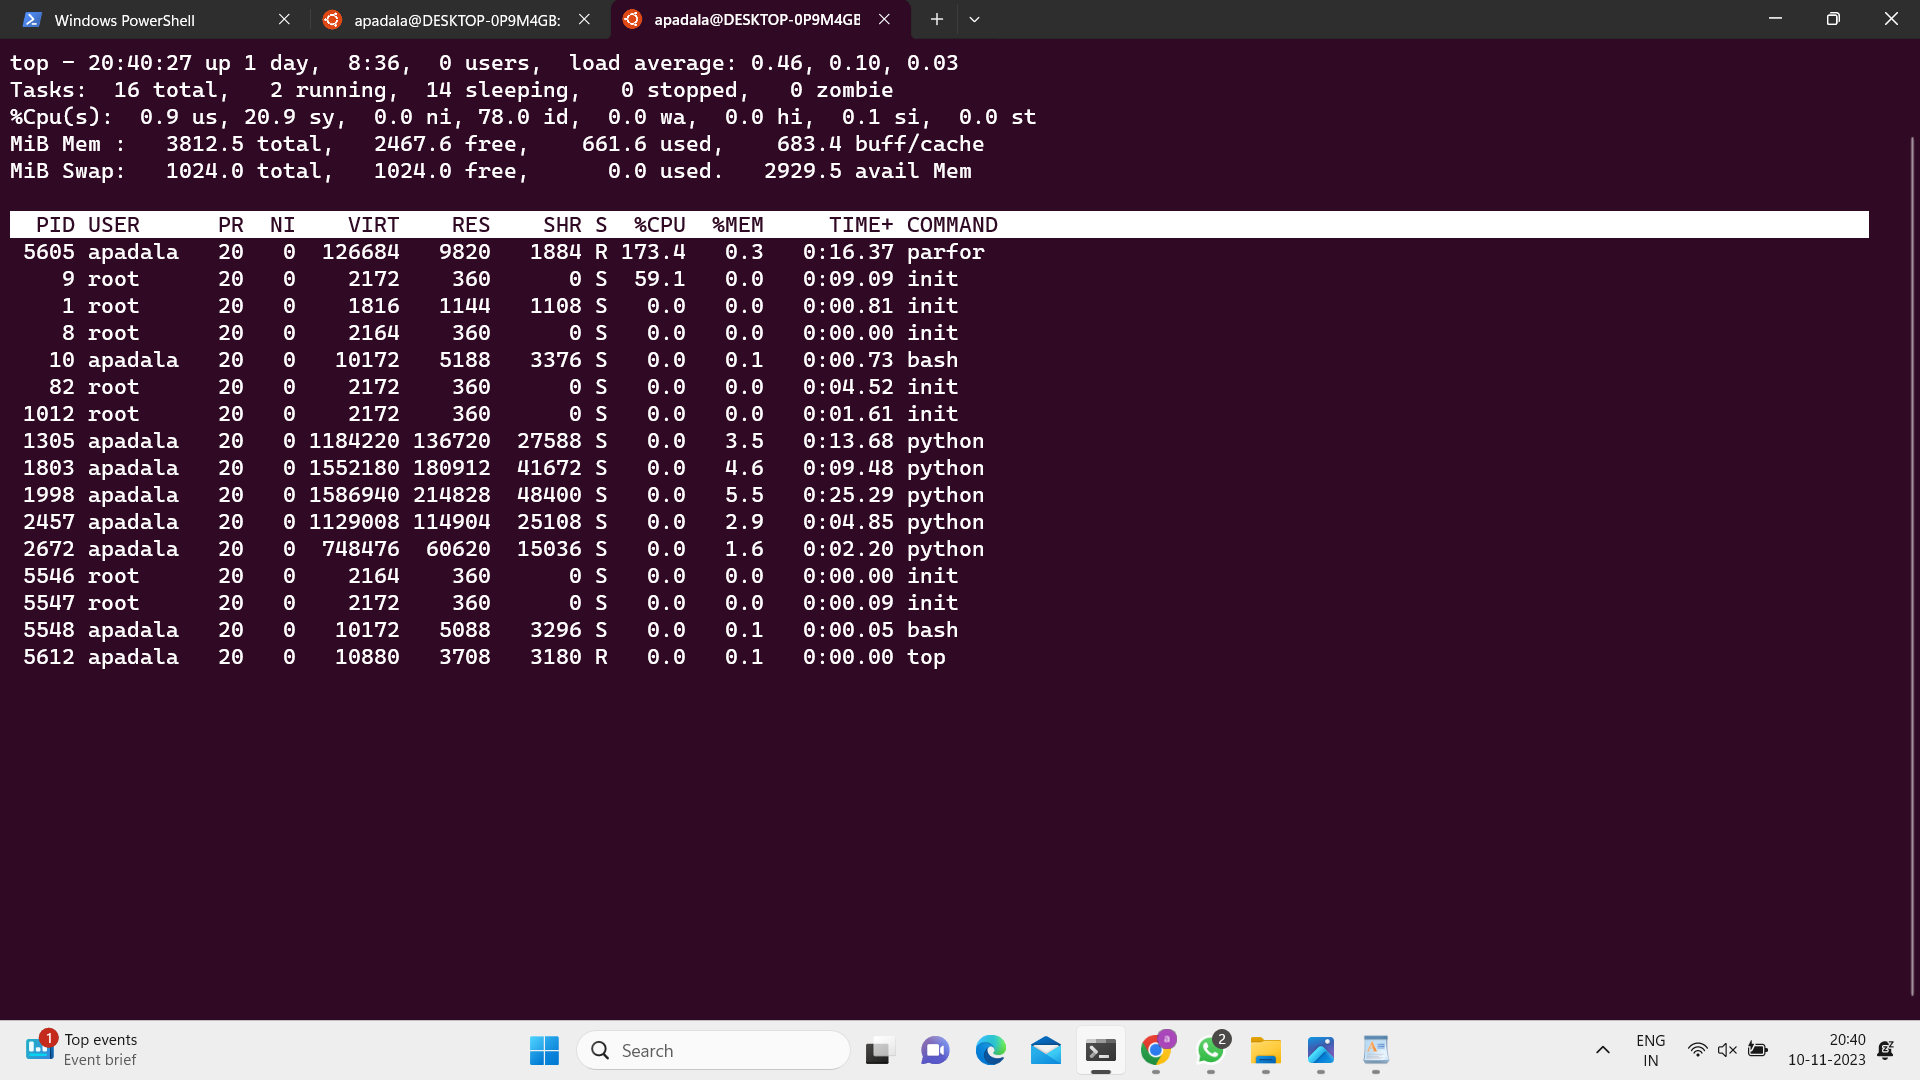 Windows PowerShell
apadala@DESKTOP-0P9M4GB:
apadala@DESKTOP-0P9M4GB
top - 20:40:27 up 1 day,  8:36,  0 users,  load average: 0.46, 0.10, 0.03
Tasks:  16 total,   2 running,  14 sleeping,   0 stopped,   0 zombie
%Cpu(s):  0.9 us, 20.9 sy,  0.0 ni, 78.0 id,  0.0 wa,  0.0 hi,  0.1 si,  0.0 st
MiB Mem :   3812.5 total,   2467.6 free,    661.6 used,    683.4 buff/cache
MiB Swap:   1024.0 total,   1024.0 free,      0.0 used.   2929.5 avail Mem
PID USER      PR  NI    VIRT    RES    SHR S  %CPU  %MEM     TIME+ COMMAND
5605 apadala   20   0  126684   9820   1884 R 173.4   0.3   0:16.37 parfor
9 root      20   0    2172    360      0 S  59.1   0.0   0:09.09 init
1 root      20   0    1816   1144   1108 S   0.0   0.0   0:00.81 init
8 root      20   0    2164    360      0 S   0.0   0.0   0:00.00 init
10 apadala   20   0   10172   5188   3376 S   0.0   0.1   0:00.73 bash
82 root      20   0    2172    360      0 S   0.0   0.0   0:04.52 init
1012 root      20   0    2172    360      0 S   0.0   0.0   0:01.61 init
1305 apadala   20   0 1184220 136720  27588 S   0.0   3.5   0:13.68 python
1803 apadala   20   0 1552180 180912  41672 S   0.0   4.6   0:09.48 python
1998 apadala   20   0 1586940 214828  48400 S   0.0   5.5   0:25.29 python
2457 apadala   20   0 1129008 114904  25108 S   0.0   2.9   0:04.85 python
2672 apadala   20   0  748476  60620  15036 S   0.0   1.6   0:02.20 python
5546 root      20   0    2164    360      0 S   0.0   0.0   0:00.00 init
5547 root      20   0    2172    360      0 S   0.0   0.0   0:00.09 init
5548 apadala   20   0   10172   5088   3296 S   0.0   0.1   0:00.05 bash
5612 apadala   20   0   10880   3708   3180 R   0.0   0.1   0:00.00 top
1
Top events
Event brief
Search
a
2
ENG
IN
20:40
10-11-2023